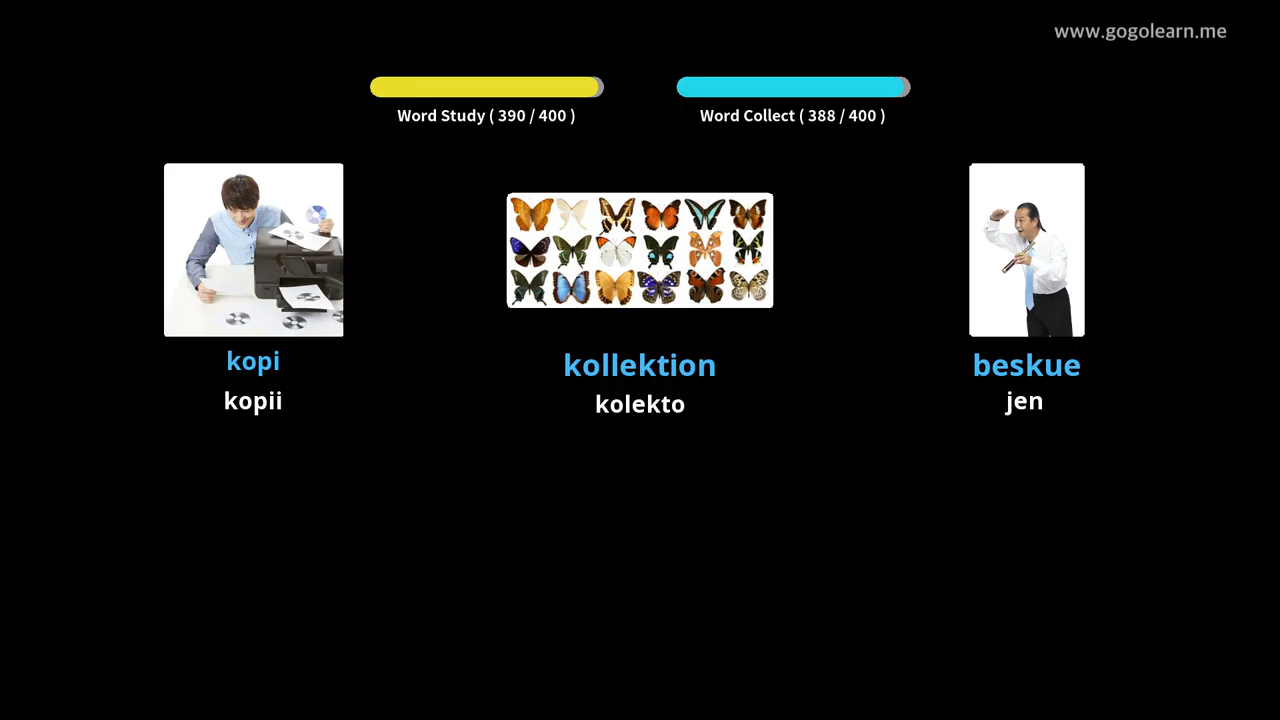 www.gogolearn.me
Word Study ( 390 / 400 )
Word Collect ( 388 / 400 )
kopi
kopii
kollektion
kolekto
beskue
jen